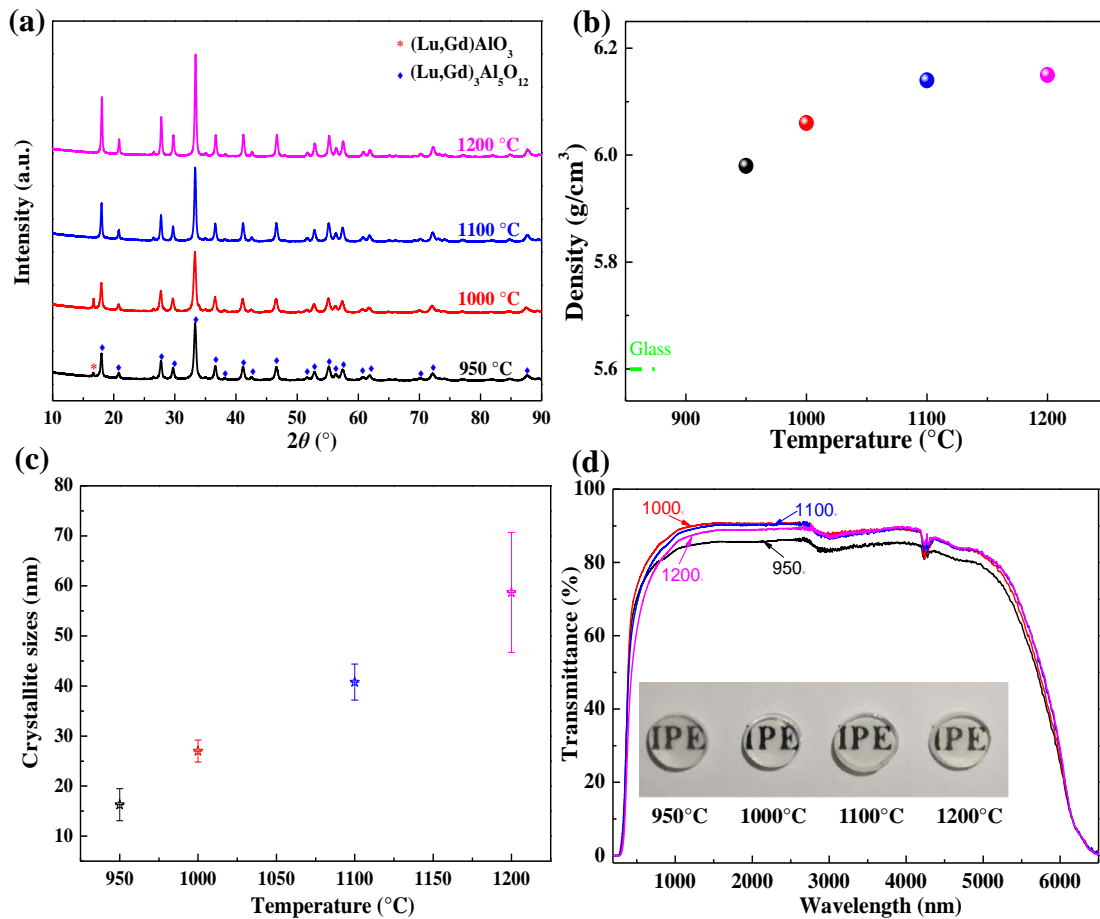 (a)
* (Lu,Gd)AlO3
♦ (Lu,Gd)3Al5O12
1200 °C
1100 °C
1000 °C
950 °C
*
Intensity (a.u.)
10 20 30 40 50 60 70 80 90
2θ (°)
(b)
6.2
6.0
5.8
5.6
Glass
Density (g/cm3)
900 1000 1100 1200
Temperature (°C)
(c)
80
70
60
50
40
30
20
10
Crystallite sizes (nm)
950 1000 1050 1100 1150 1200
Temperature (°C)
(d)
100
80
60
40
20
0
Transmittance (%)
1000
1100
1200
950
IPE IPE IPE IPE
950°C 1000°C 1100°C 1200°C
1000 2000 3000 4000 5000 6000
Wavelength (nm)